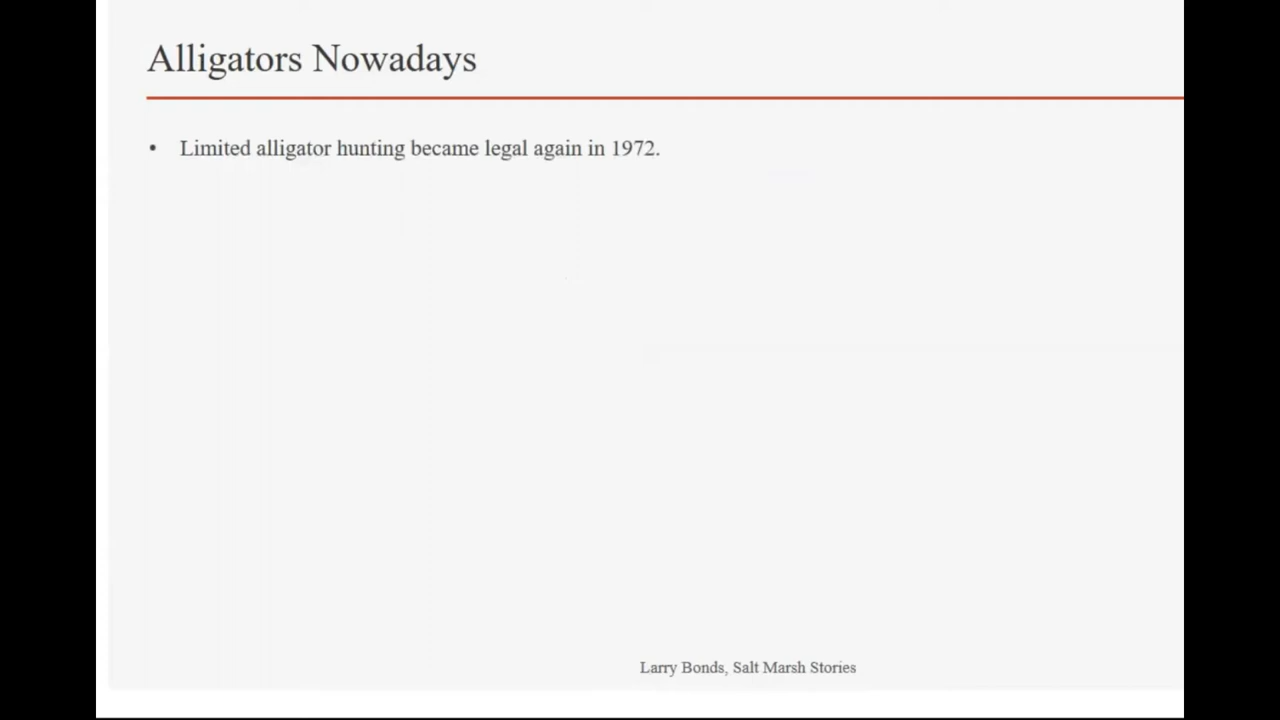 Alligators Nowadays
• Limited alligator hunting became legal again in 1972.
Larry Bonds, Salt Marsh Stories